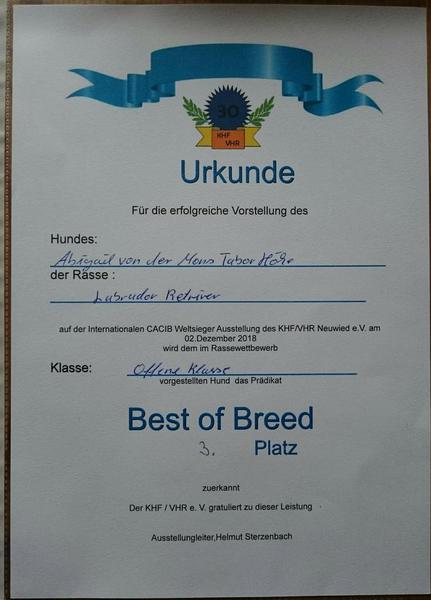 30
KHF
VHR
Urkunde
Für die erfolgreiche Vorstellung des
Hundes:
Abigail von der Mons Tabor Höhe
der Rässe :
Labrador Retriver
auf der Internationalen CACIB Weltsieger Ausstellung des KHF/VHR Neuwied e.V. am
02.Dezember 2018
wird dem im Rassewettbewerb
Klasse: Offene Klasse
vorgestellten Hund das Prädikat
Best of Breed
3. Platz
zuerkannt
Der KHF / VHR e. V. gratuliert zu dieser Leistung
Ausstellungleiter,Helmut Sterzenbach